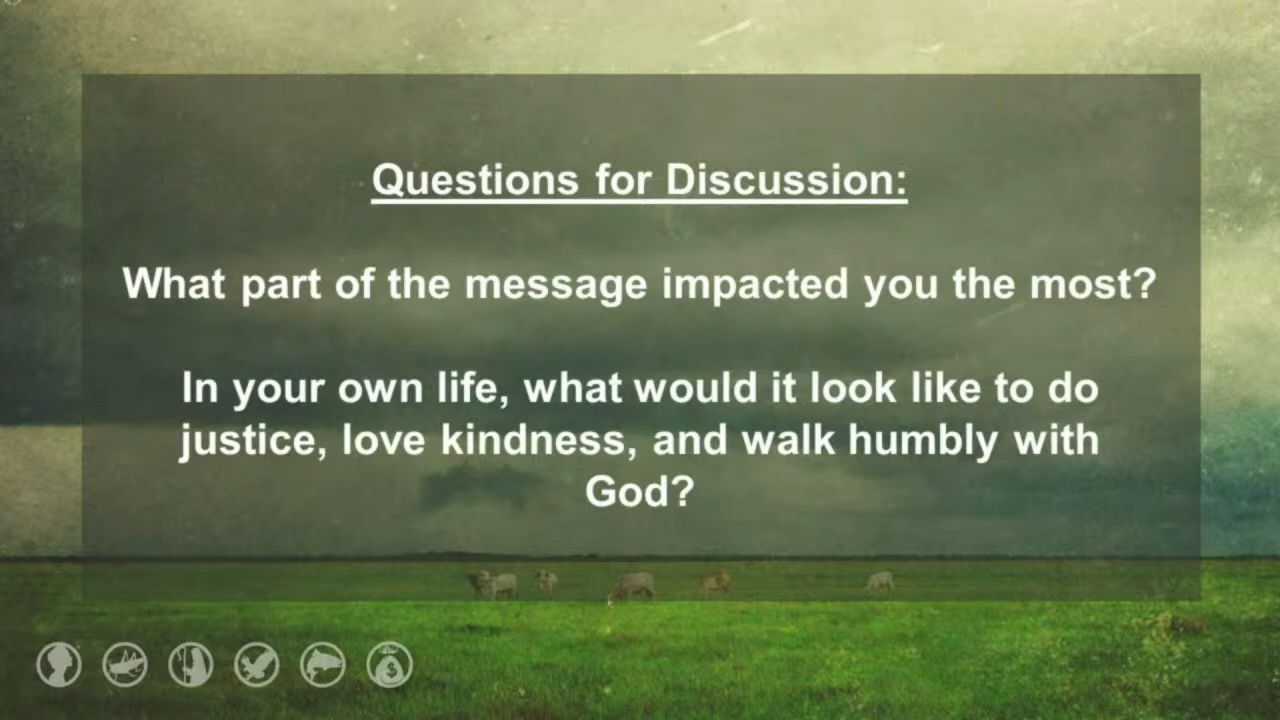 Questions for Discussion:
What part of the message impacted you the most?
In your own life, what would it look like to do
justice, love kindness, and walk humbly with
God?
$